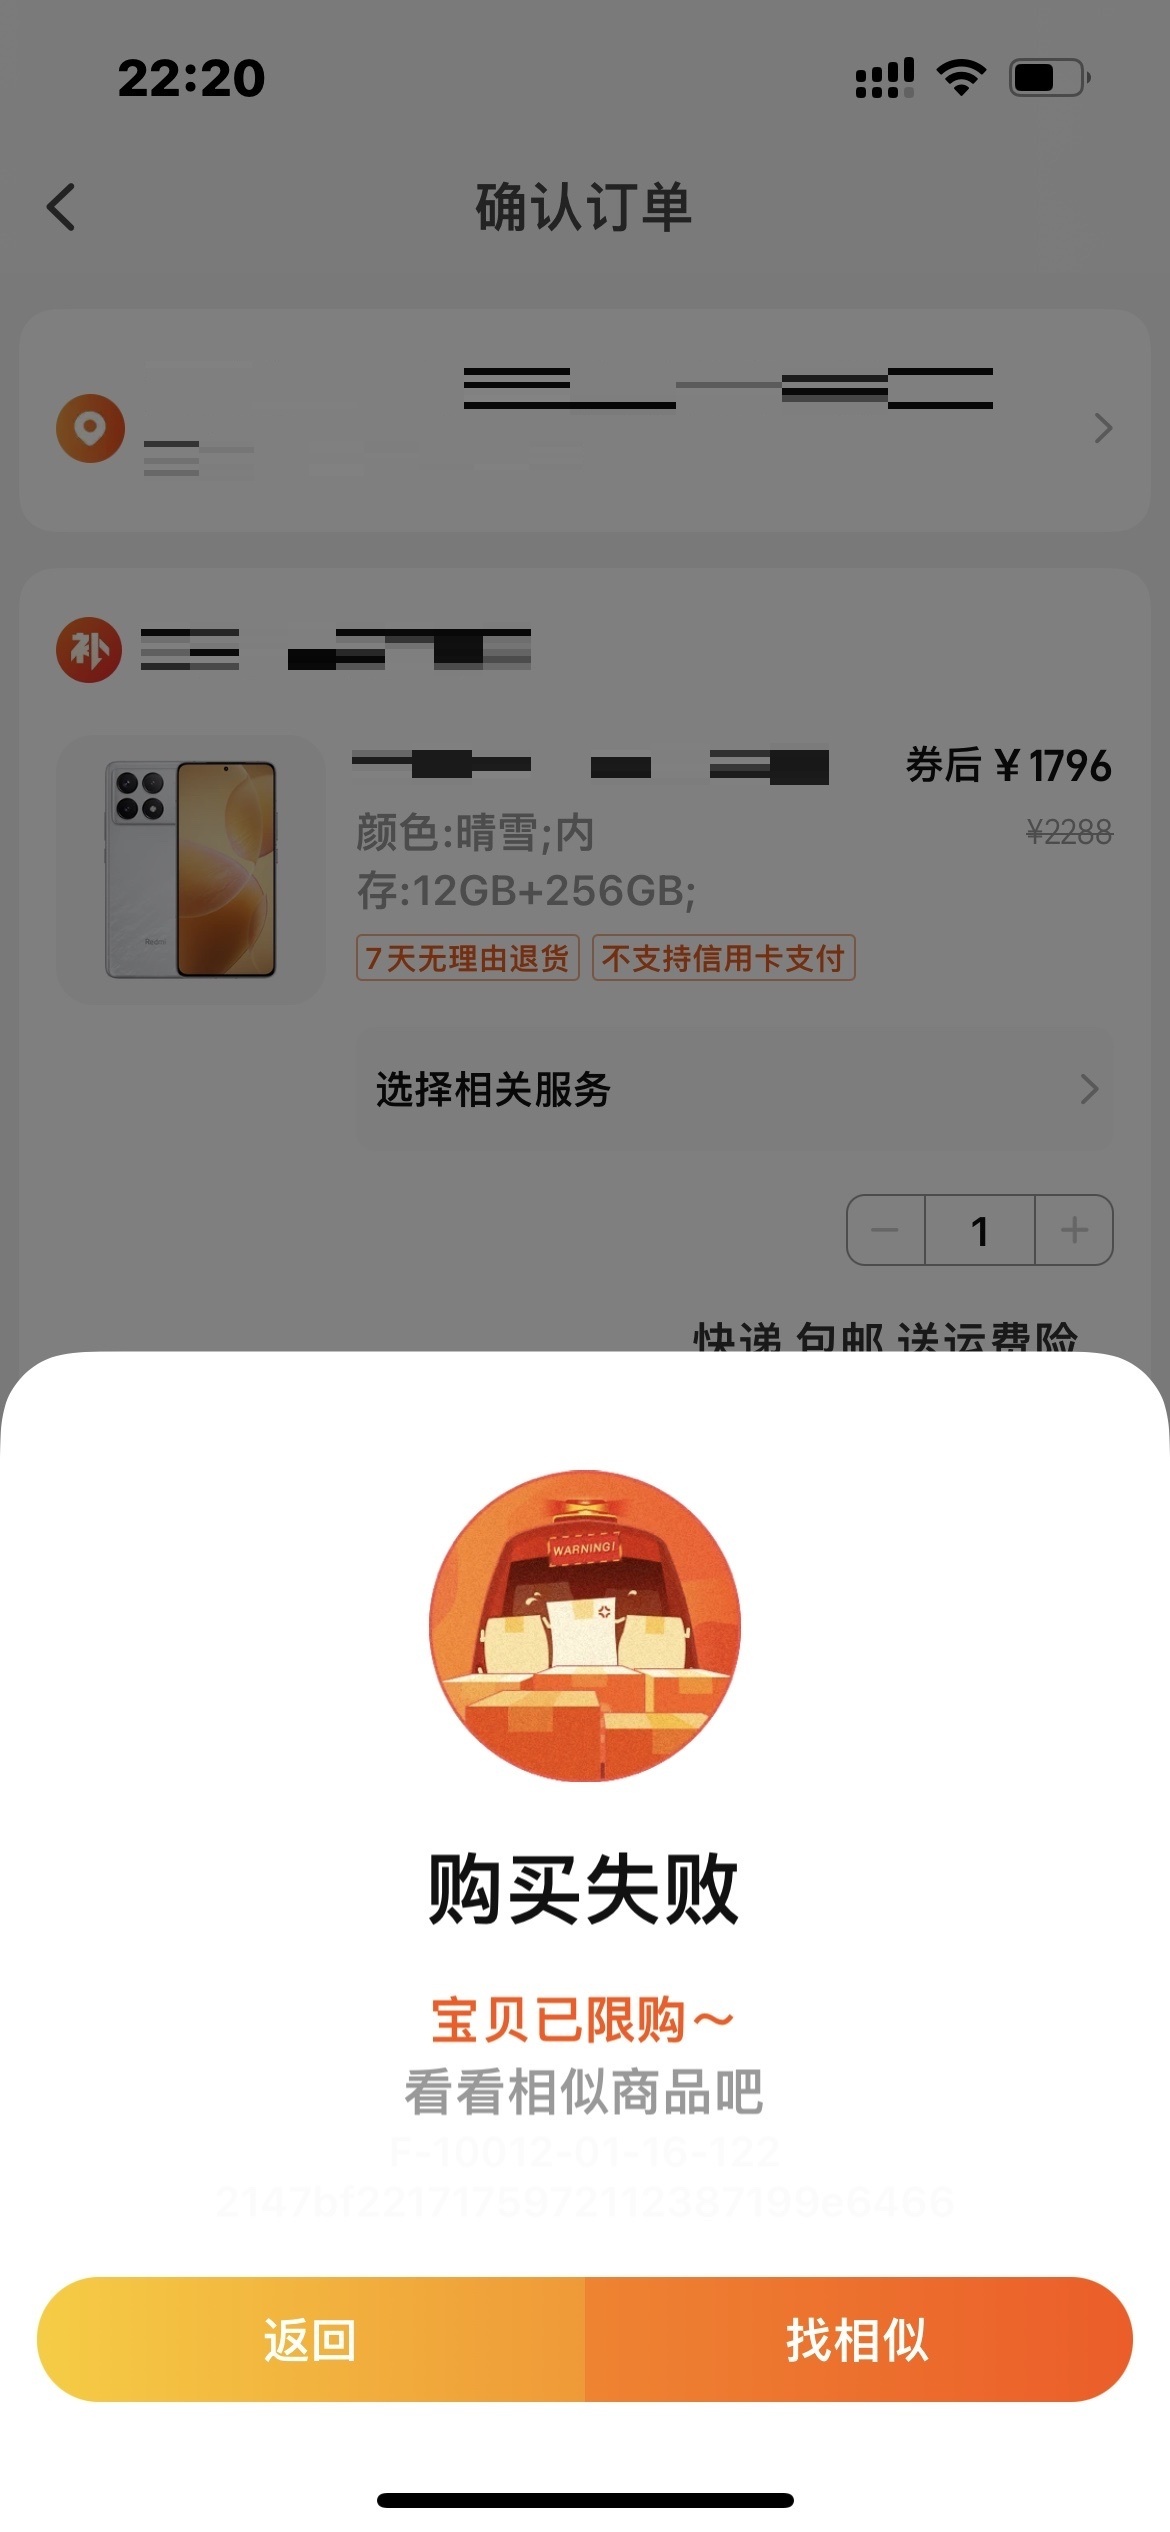 22:20
确认订单
补
券后 ¥1796
颜色:晴雪;内
¥2288
存:12GB+256GB;
7天无理由退货 不支持信用卡支付
Redmi
选择相关服务
1
快递 包邮 送运费险
WARNING!
购买失败
宝贝已限购～
看看相似商品吧
F-10012-01-16-122
2147bf2217175972112387199e6466
返回 找相似